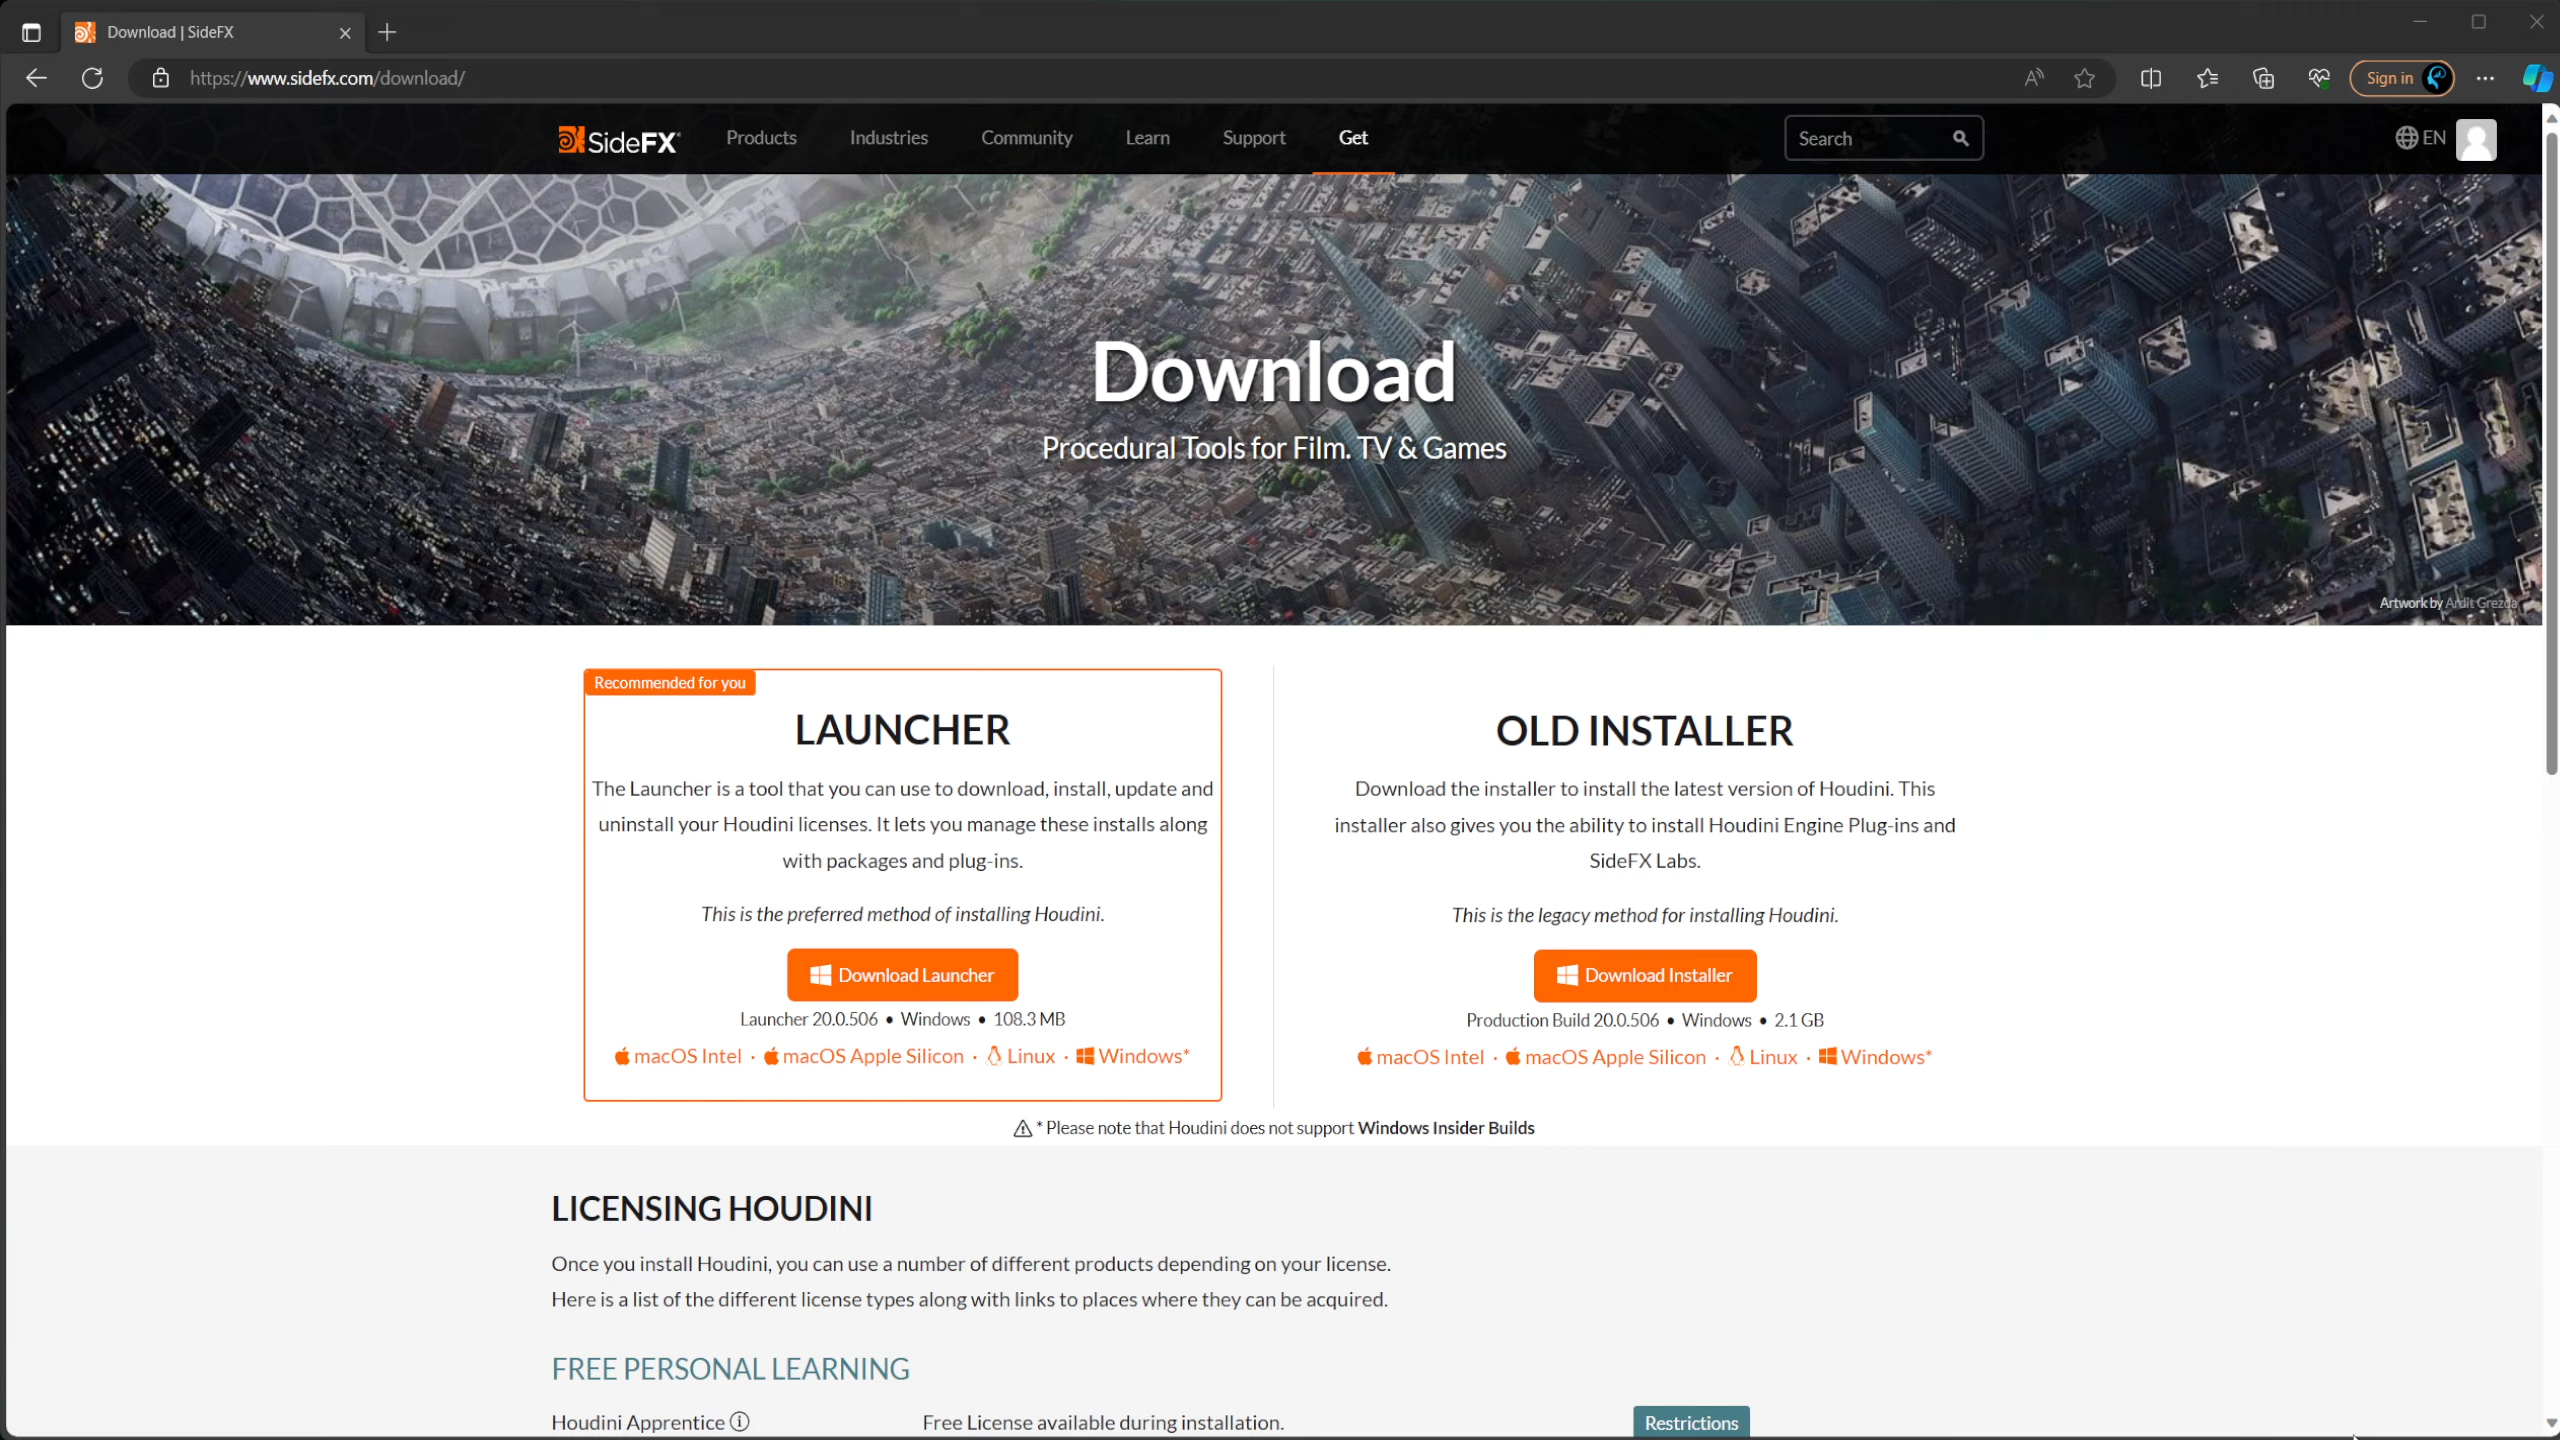 Download | SideFX
https://www.sidefx.com/download/
Sign in
SideFX
Products
Industries
Community
Learn
Support
Get
Search
EN
Download
Procedural Tools for Film. TV & Games
Artwork by Ardit Grezda
Recommended for you
LAUNCHER
The Launcher is a tool that you can use to download, install, update and
uninstall your Houdini licenses. It lets you manage these installs along
with packages and plug-ins.
This is the preferred method of installing Houdini.
Download Launcher
Launcher 20.0.506 • Windows • 108.3 MB
macOS Intel · macOS Apple Silicon · Linux · Windows*
OLD INSTALLER
Download the installer to install the latest version of Houdini. This
installer also gives you the ability to install Houdini Engine Plug-ins and
SideFX Labs.
This is the legacy method for installing Houdini.
Download Installer
Production Build 20.0.506 • Windows • 2.1 GB
macOS Intel · macOS Apple Silicon · Linux · Windows*
* Please note that Houdini does not support Windows Insider Builds
LICENSING HOUDINI
Once you install Houdini, you can use a number of different products depending on your license.
Here is a list of the different license types along with links to places where they can be acquired.
FREE PERSONAL LEARNING
Houdini Apprentice
Free License available during installation.
Restrictions